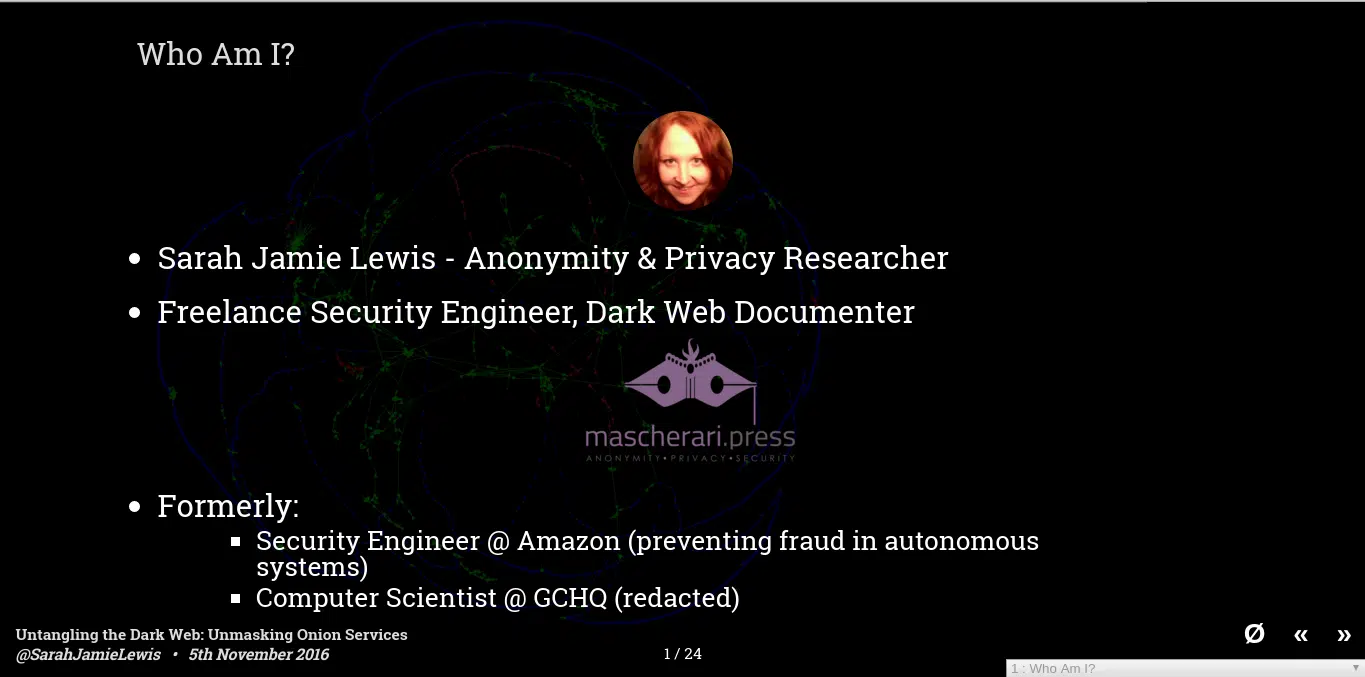 Who Am I?
Sarah Jamie Lewis - Anonymity & Privacy Researcher
Freelance Security Engineer, Dark Web Documenter
mascherari.press
ANONYMITY•PRIVACY•SECURITY
Formerly:
Security Engineer @ Amazon (preventing fraud in autonomous
systems)
Computer Scientist @ GCHQ (redacted)
Untangling the Dark Web: Unmasking Onion Services
@SarahJamieLewis • 5th November 2016
1 / 24
Ø « »
1 : Who Am I?